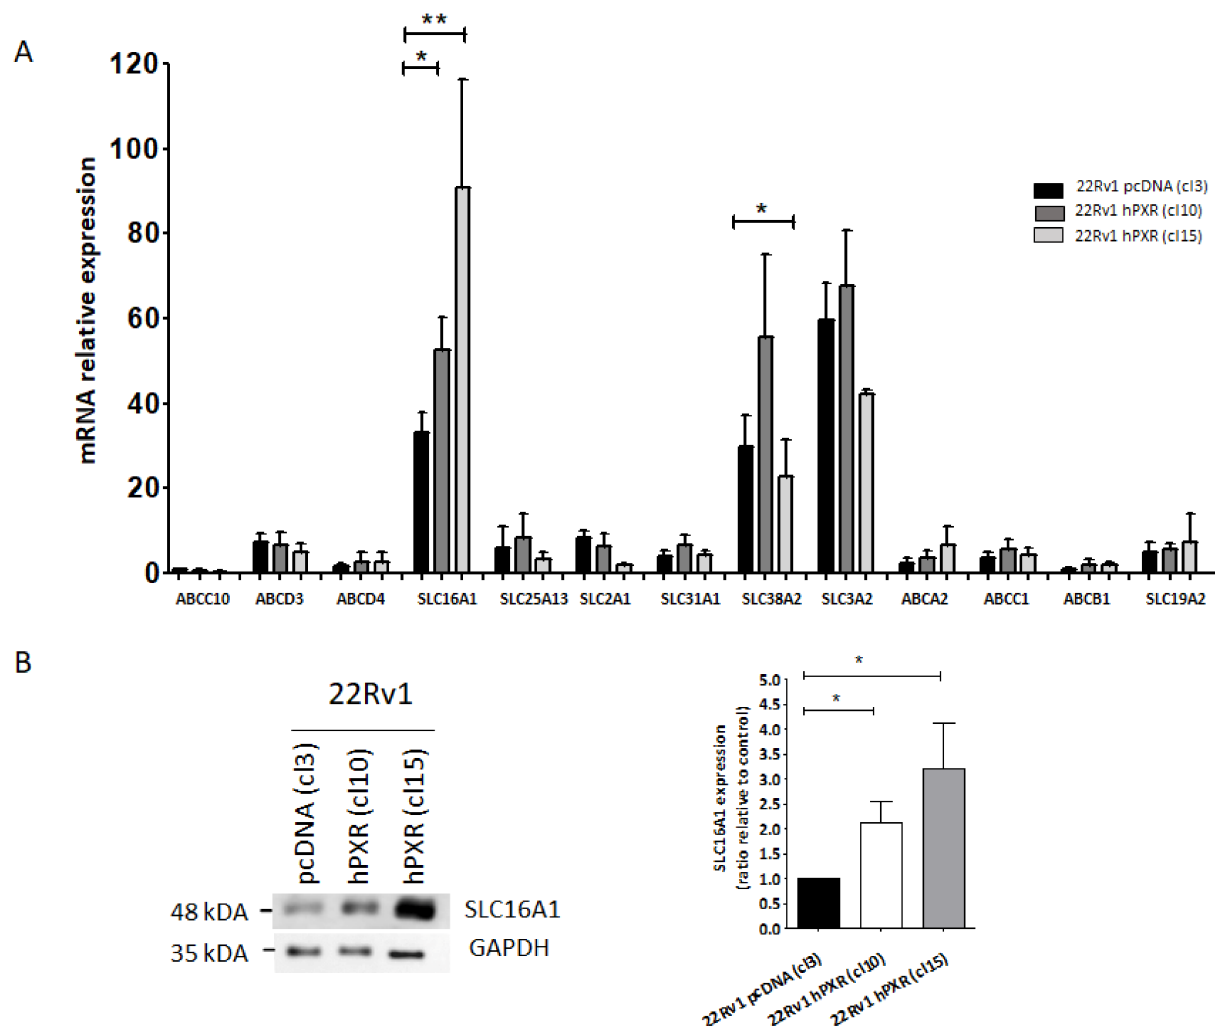 A
**
*
*
120
100
80
60
40
20
0
mRNA relative expression
22Rv1 pcDNA (cl3)
22Rv1 hPXR (cl10)
22Rv1 hPXR (cl15)
ABCC10 ABCD3 ABCD4 SLC16A1 SLC25A13 SLC2A1 SLC31A1 SLC38A2 SLC3A2 ABCA2 ABCC1 ABCB1 SLC19A2
B
22Rv1
pcDNA (cl3)
hPXR (cl10)
hPXR (cl15)
48 kDA
SLC16A1
35 kDA
GAPDH
*
*
SLC16A1 expression
(ratio relative to control)
5.0
4.5
4.0
3.5
3.0
2.5
2.0
1.5
1.0
0.5
0.0
22Rv1 pcDNA (cl3)
22Rv1 hPXR (cl10)
22Rv1 hPXR (cl15)